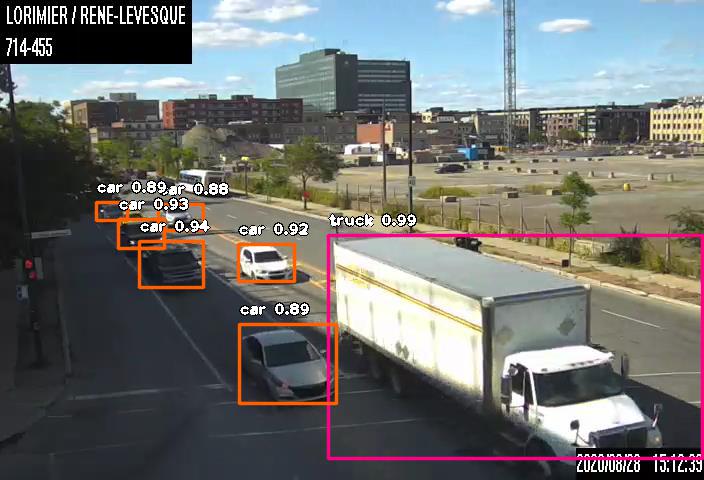 LORIMIER / RENE-LEVESQUE
714-455
car 0.89
car 0.88
car 0.93
car 0.94
car 0.92
truck 0.99
car 0.89
2020/08/28 15:12:39